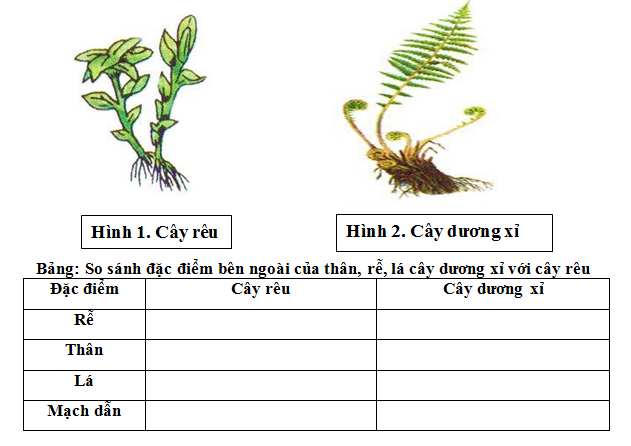 Hình 1. Cây rêu
Hình 2. Cây dương xỉ
Bảng: So sánh đặc điểm bên ngoài của thân, rễ, lá cây dương xỉ với cây rêu
Đặc điểm Cây rêu Cây dương xỉ
Rễ
Thân
Lá
Mạch dẫn